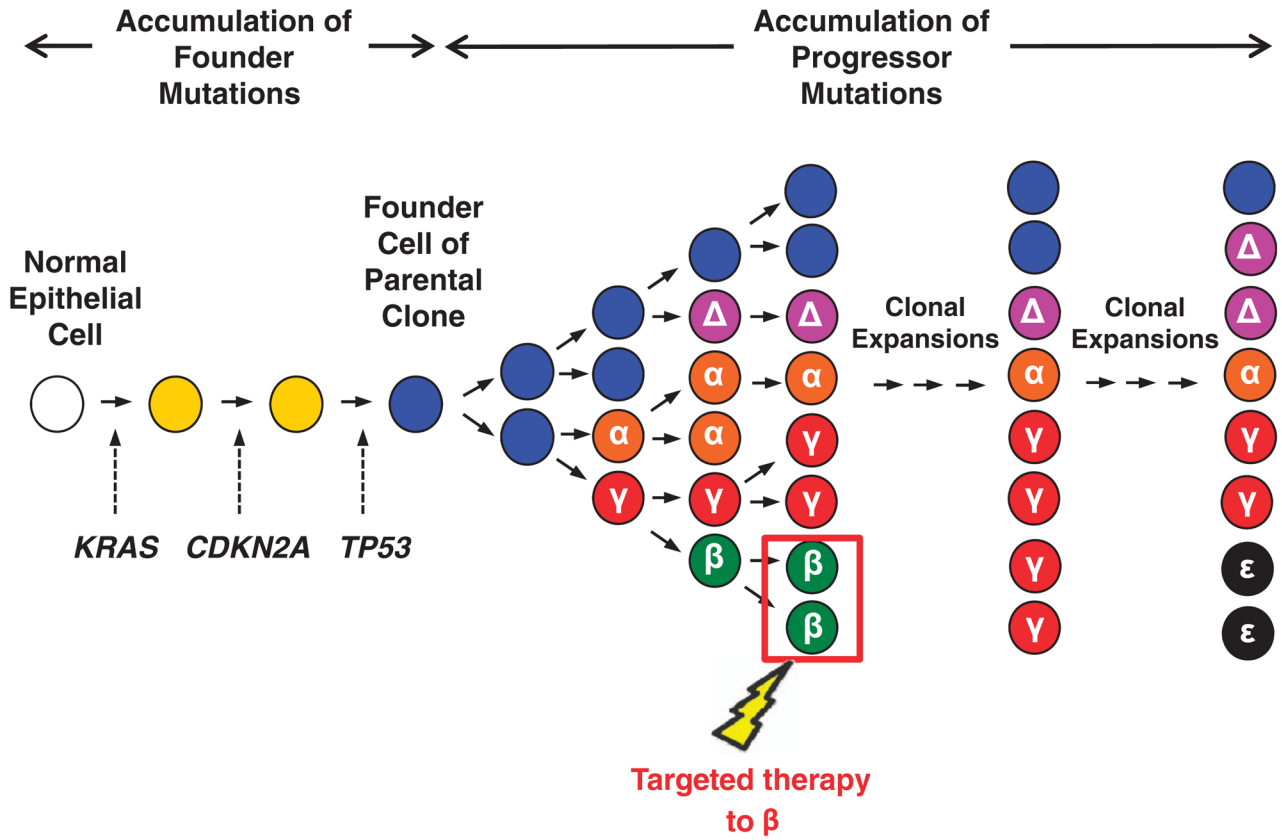 Accumulation of
Founder
Mutations
Accumulation of
Progressor
Mutations
Normal
Epithelial
Cell
Founder
Cell of
Parental
Clone
KRAS
CDKN2A
TP53
Δ
Δ
α
α
α
α
γ
γ
γ
γ
β
β
β
Clonal
Expansions
Δ
α
γ
γ
γ
γ
Clonal
Expansions
Δ
Δ
α
γ
γ
ε
ε
Targeted therapy
to β